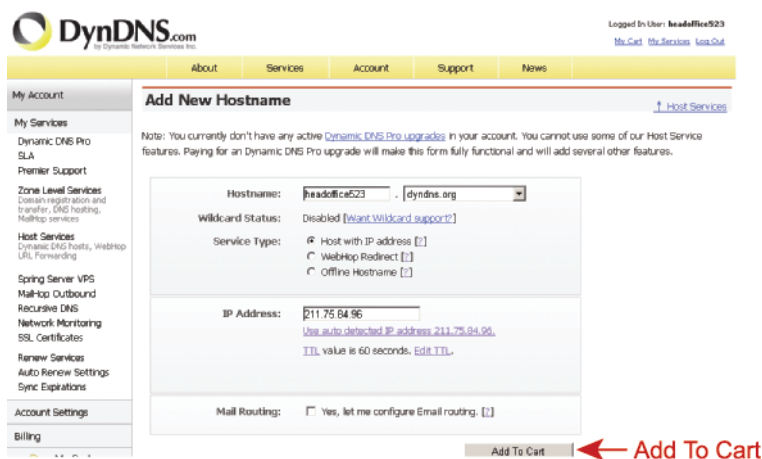 DynDNS.com
by Dynamic Network Services Inc.
Logged In User: headoffice523
My Cart My Services Log Out
About Services Account Support News
My Account
My Services
Dynamic DNS Pro
SLA
Premier Support
Zone Level Services
Domain registration and
transfer, DNS hosting,
MailHop services
Host Services
Dynamic DNS hosts, WebHop
URL Forwarding
Spring Server VPS
MailHop Outbound
Recursive DNS
Network Monitoring
SSL Certificates
Renew Services
Auto Renew Settings
Sync Expirations
Account Settings
Billing
Add New Hostname
↑ Host Services
Note: You currently don't have any active Dynamic DNS Pro upgrades in your account. You cannot use some of our Host Service
features. Paying for an Dynamic DNS Pro upgrade will make this form fully functional and will add several other features.
Hostname: headoffice523 . dyndns.org
Wildcard Status: Disabled [Want Wildcard support?]
Service Type: Host with IP address [?]
WebHop Redirect [?]
Offline Hostname [?]
IP Address: 211.75.84.96
Use auto detected IP address 211.75.84.96.
TTL value is 60 seconds. Edit TTL.
Mail Routing: Yes, let me configure Email routing. [?]
Add To Cart
Add To Cart